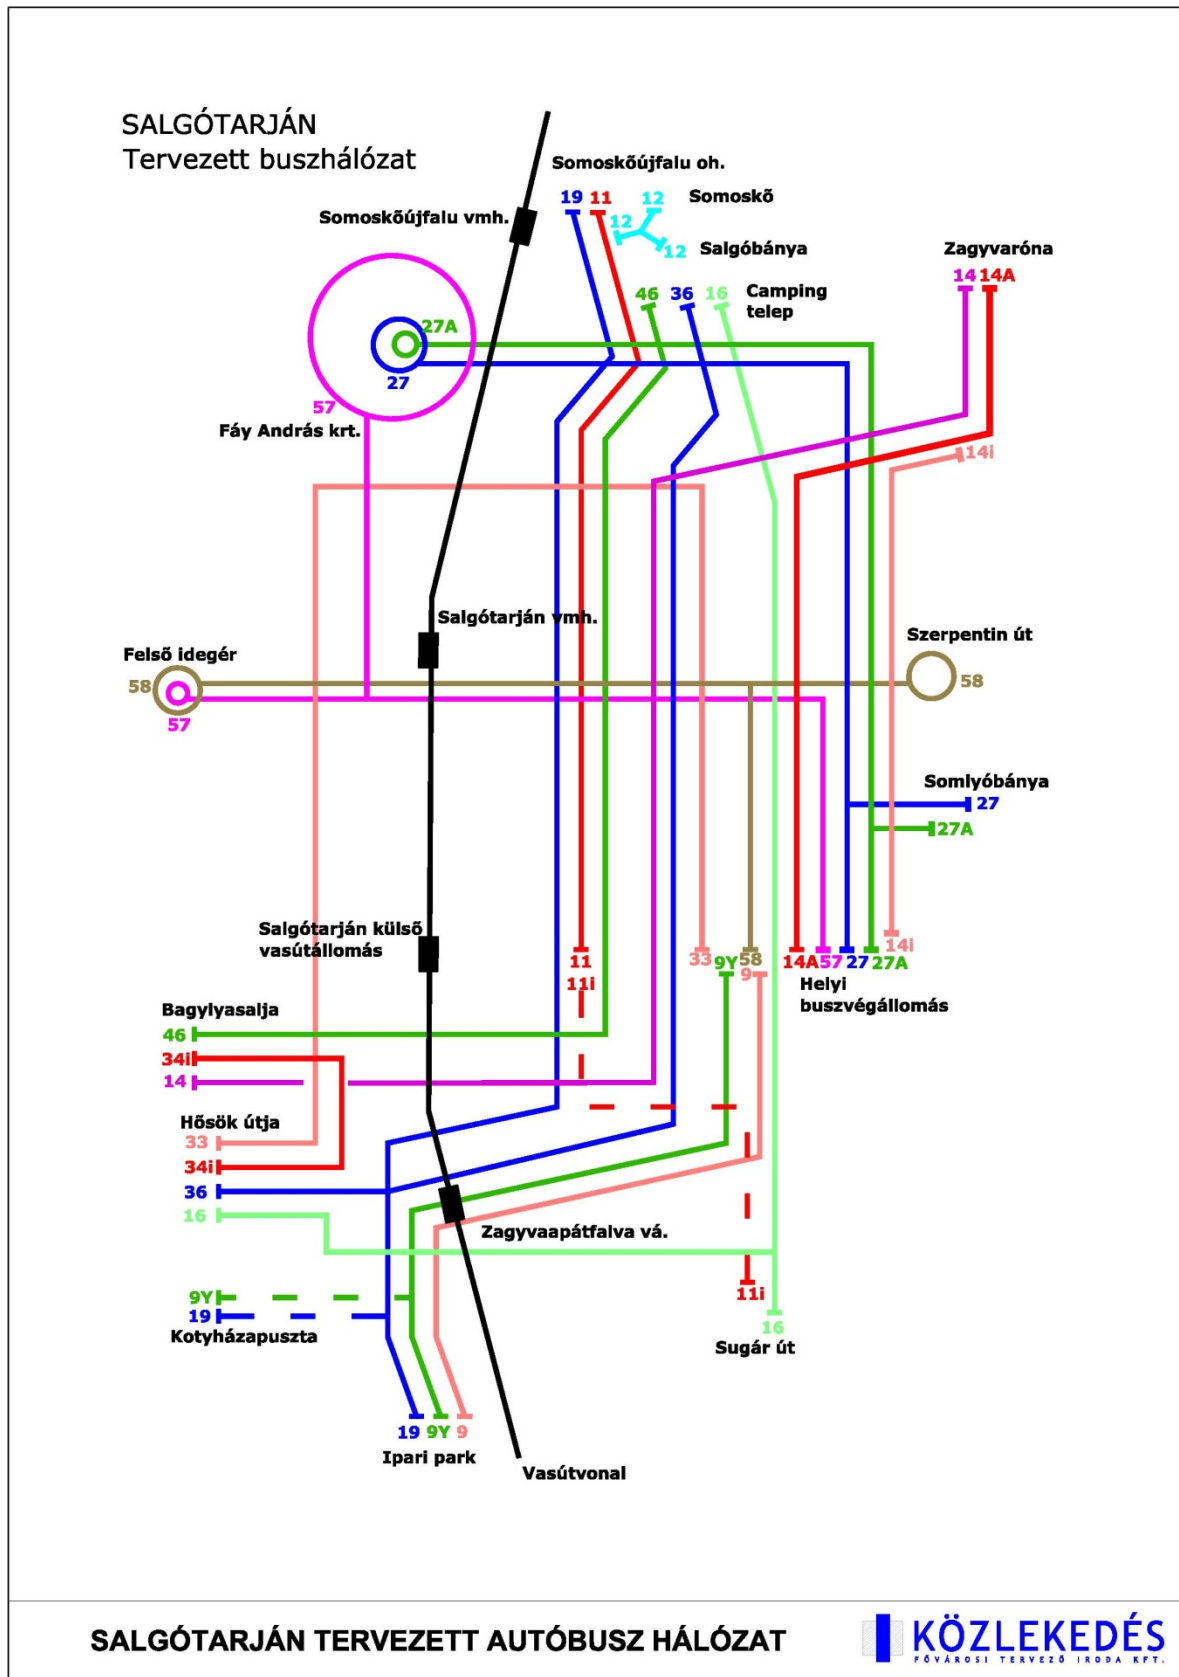 SALGÓTARJÁN
Tervezett buszhálózat
Somoskőújfalu oh.
19 11
12
Somoskő
12
12
Salgóbánya
Somoskőújfalu vmh.
Zagyvaróna
14 14A
46 36 16
Camping
telep
27A
27
57
Fáy András krt.
14i
Salgótarján vmh.
Felső idegér
58
57
Szerpentin út
58
Somlyóbánya
27
27A
Salgótarján külső
vasútállomás
11
11i
33
9Y
58
9
14A 57 27 27A
14i
Helyi
buszvégállomás
Bagylyasalja
46
34i
14
Hősök útja
33
34i
36
16
Zagyvaapátfalva vá.
9Y
19
Kotyházapuszta
11i
16
Sugár út
19 9Y 9
Ipari park
Vasútvonal
SALGÓTARJÁN TERVEZETT AUTÓBUSZ HÁLÓZAT
KÖZLEKEDÉS
FŐVÁROSI TERVEZŐ IRODA KFT.